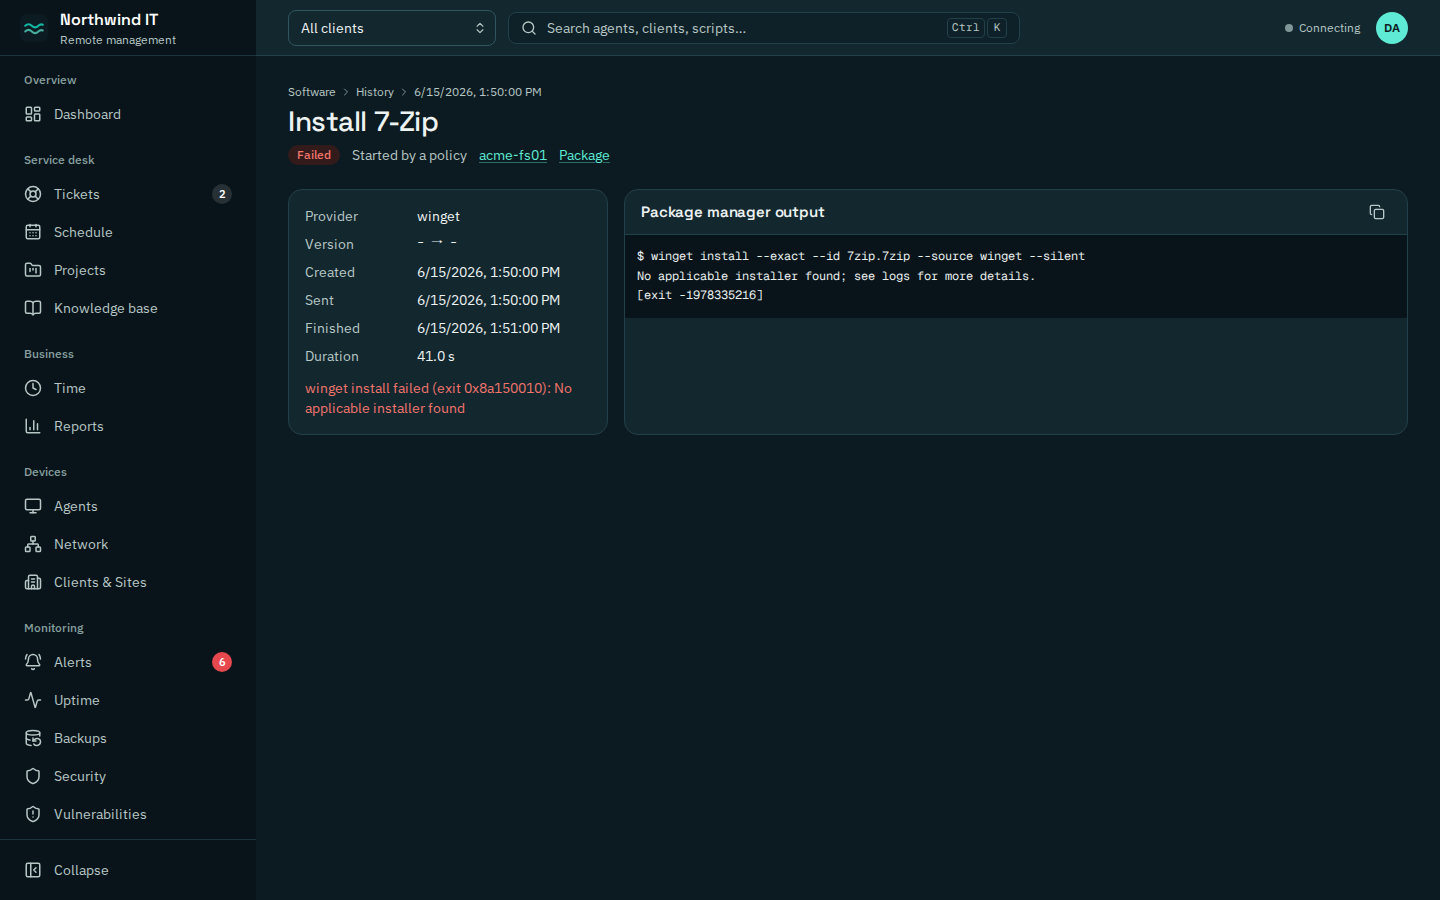 Northwind IT
Remote management
All clients
Search agents, clients, scripts...
Ctrl K
Connecting
DA
Overview
Dashboard
Service desk
Tickets
2
Schedule
Projects
Knowledge base
Business
Time
Reports
Devices
Agents
Network
Clients & Sites
Monitoring
Alerts
6
Uptime
Backups
Security
Vulnerabilities
Collapse
Software > History > 6/15/2026, 1:50:00 PM
Install 7-Zip
Failed Started by a policy acme-fs01 Package
Provider winget
Version - → -
Created 6/15/2026, 1:50:00 PM
Sent 6/15/2026, 1:50:00 PM
Finished 6/15/2026, 1:51:00 PM
Duration 41.0 s
winget install failed (exit 0x8a150010): No
applicable installer found
Package manager output
$ winget install --exact --id 7zip.7zip --source winget --silent
No applicable installer found; see logs for more details.
[exit -1978335216]